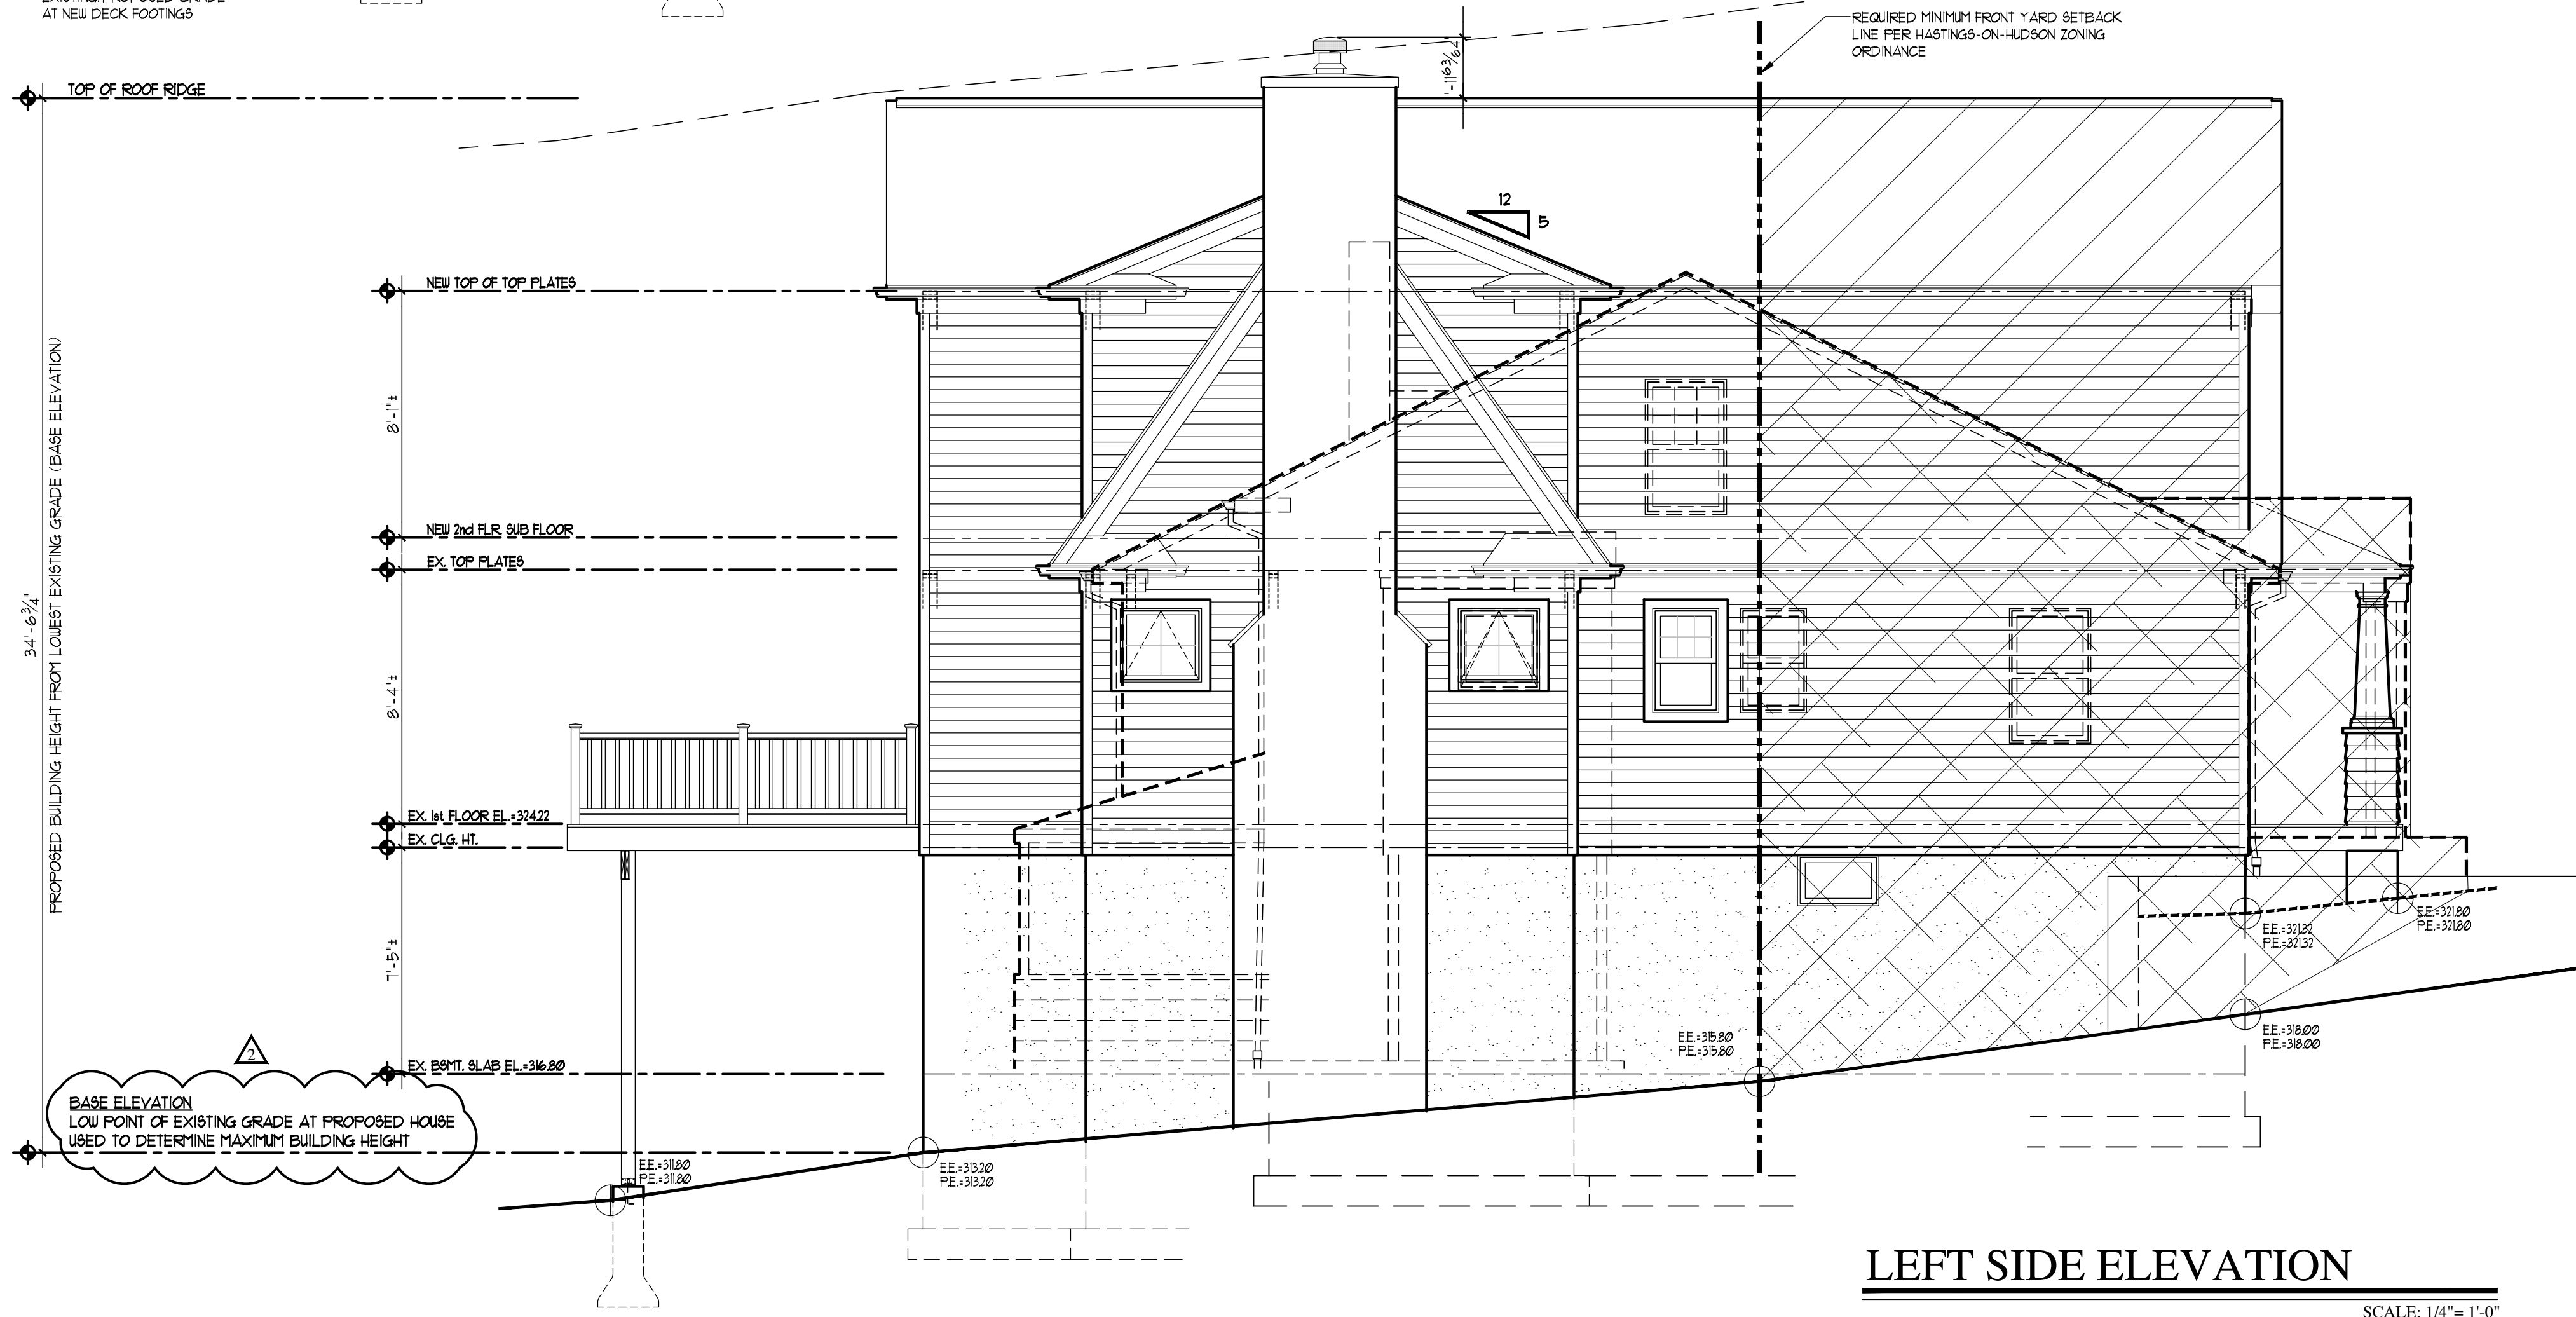 AT NEW DECK FOOTINGS
REQUIRED MINIMUM FRONT YARD SETBACK
LINE PER HASTINGS-ON-HUDSON ZONING
ORDINANCE
TOP OF ROOF RIDGE
'-11 63/64
12
5
NEW TOP OF TOP PLATES
8'-1"±
NEW 2nd FLR. SUB FLOOR
EX. TOP PLATES
34'-6 3/4"
PROPOSED BUILDING HEIGHT FROM LOWEST EXISTING GRADE (BASE ELEVATION)
8'-4"±
EX. 1st FLOOR EL.=324.22
EX. CLG. HT.
7'-5"±
E.E.=321.80
P.E.=321.80
E.E.=321.32
P.E.=321.32
E.E.=315.80
P.E.=315.80
E.E.=318.00
P.E.=318.00
2
EX. BSMT. SLAB EL.=316.80
BASE ELEVATION
LOW POINT OF EXISTING GRADE AT PROPOSED HOUSE
USED TO DETERMINE MAXIMUM BUILDING HEIGHT
E.E.=311.80
P.E.=311.80
E.E.=313.20
P.E.=313.20
LEFT SIDE ELEVATION
SCALE: 1/4"= 1'-0"